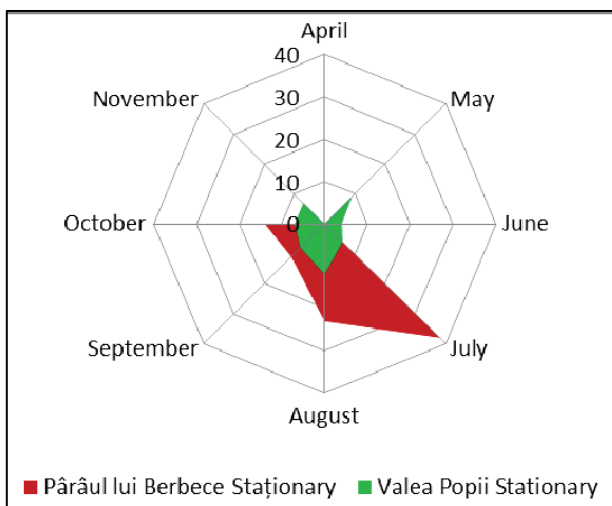 April
40
November
May
30
20
10
October
0
June
September
July
August
Pârâul lui Berbece Staționary
Valea Popii Stationary